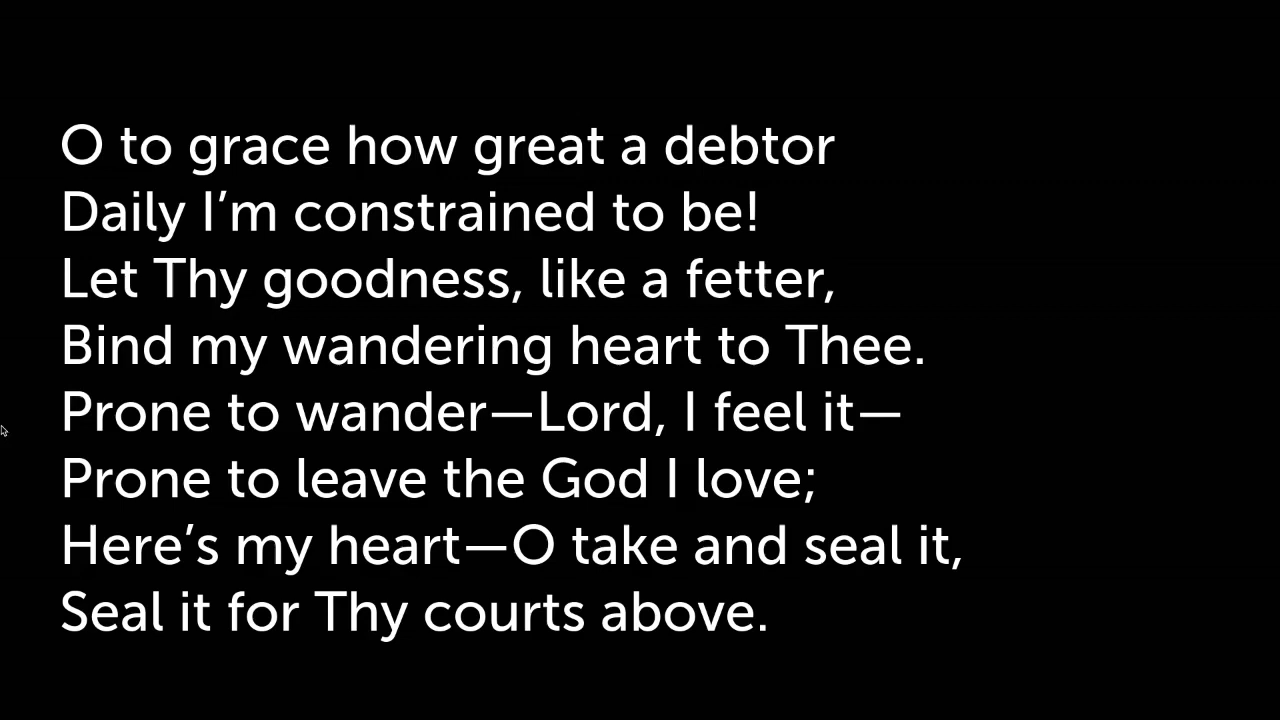 O to grace how great a debtor
Daily I’m constrained to be!
Let Thy goodness, like a fetter,
Bind my wandering heart to Thee.
Prone to wander—Lord, I feel it—
Prone to leave the God I love;
Here’s my heart—O take and seal it,
Seal it for Thy courts above.